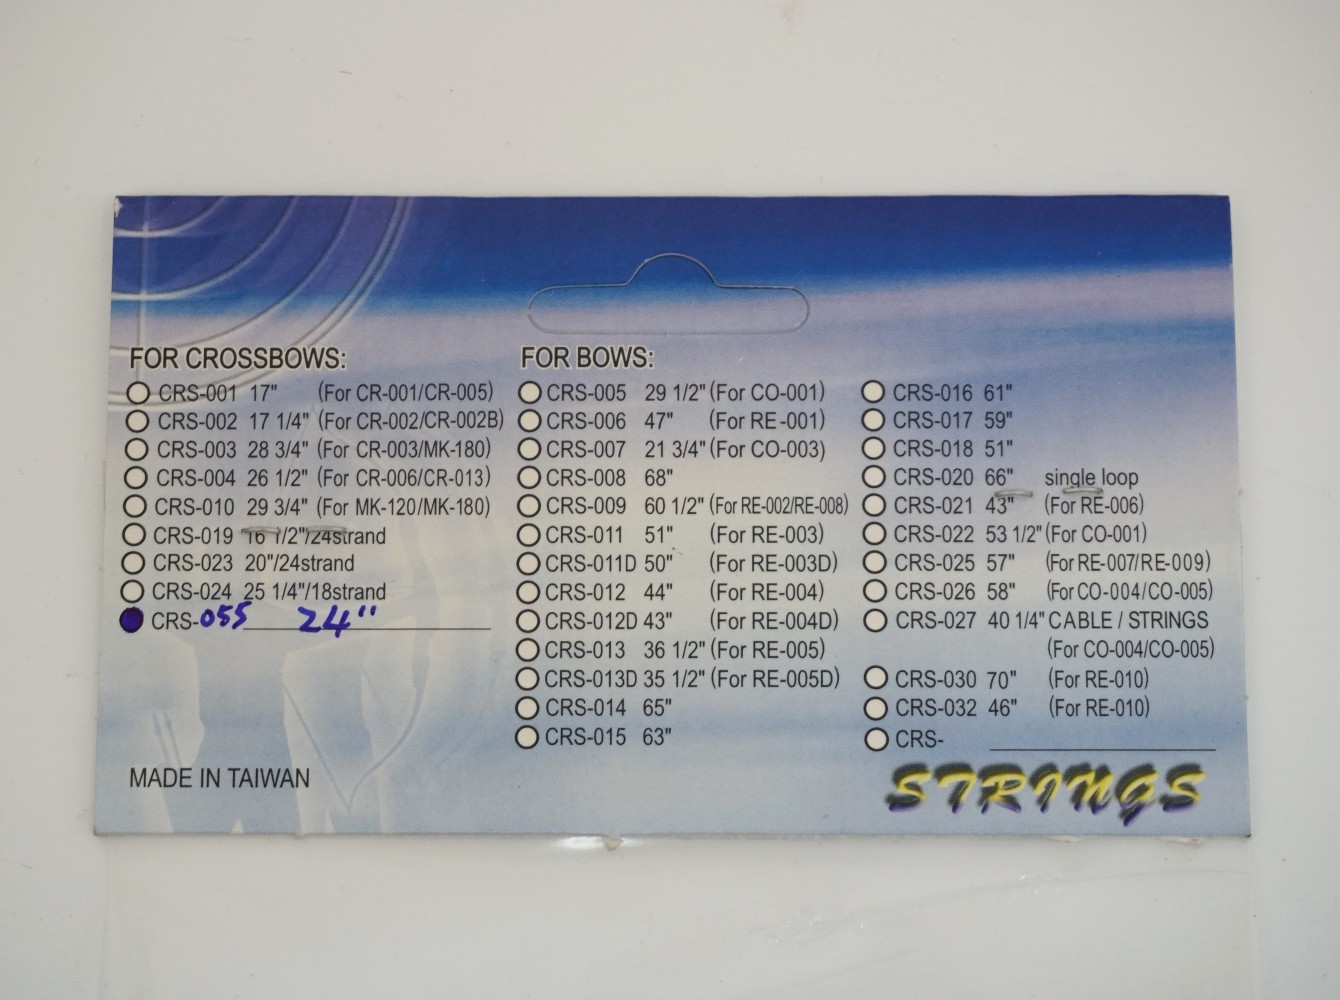 FOR CROSSBOWS:
CRS-001 17" (For CR-001/CR-005)
CRS-002 17 1/4" (For CR-002/CR-002B)
CRS-003 28 3/4" (For CR-003/MK-180)
CRS-004 26 1/2" (For CR-006/CR-013)
CRS-010 29 3/4" (For MK-120/MK-180)
CRS-019 16 1/2"/24strand
CRS-023 20"/24strand
CRS-024 25 1/4"/18strand
CRS-055 24"
MADE IN TAIWAN
FOR BOWS:
CRS-005 29 1/2" (For CO-001)
CRS-006 47" (For RE-001)
CRS-007 21 3/4" (For CO-003)
CRS-008 68"
CRS-009 60 1/2" (For RE-002/RE-008)
CRS-011 51" (For RE-003)
CRS-011D 50" (For RE-003D)
CRS-012 44" (For RE-004)
CRS-012D 43" (For RE-004D)
CRS-013 36 1/2" (For RE-005)
CRS-013D 35 1/2" (For RE-005D)
CRS-014 65"
CRS-015 63"
CRS-016 61"
CRS-017 59"
CRS-018 51"
CRS-020 66" single loop
CRS-021 43" (For RE-006)
CRS-022 53 1/2" (For CO-001)
CRS-025 57" (For RE-007/RE-009)
CRS-026 58" (For CO-004/CO-005)
CRS-027 40 1/4" CABLE / STRINGS
(For CO-004/CO-005)
CRS-030 70" (For RE-010)
CRS-032 46" (For RE-010)
CRS-
STRINGS